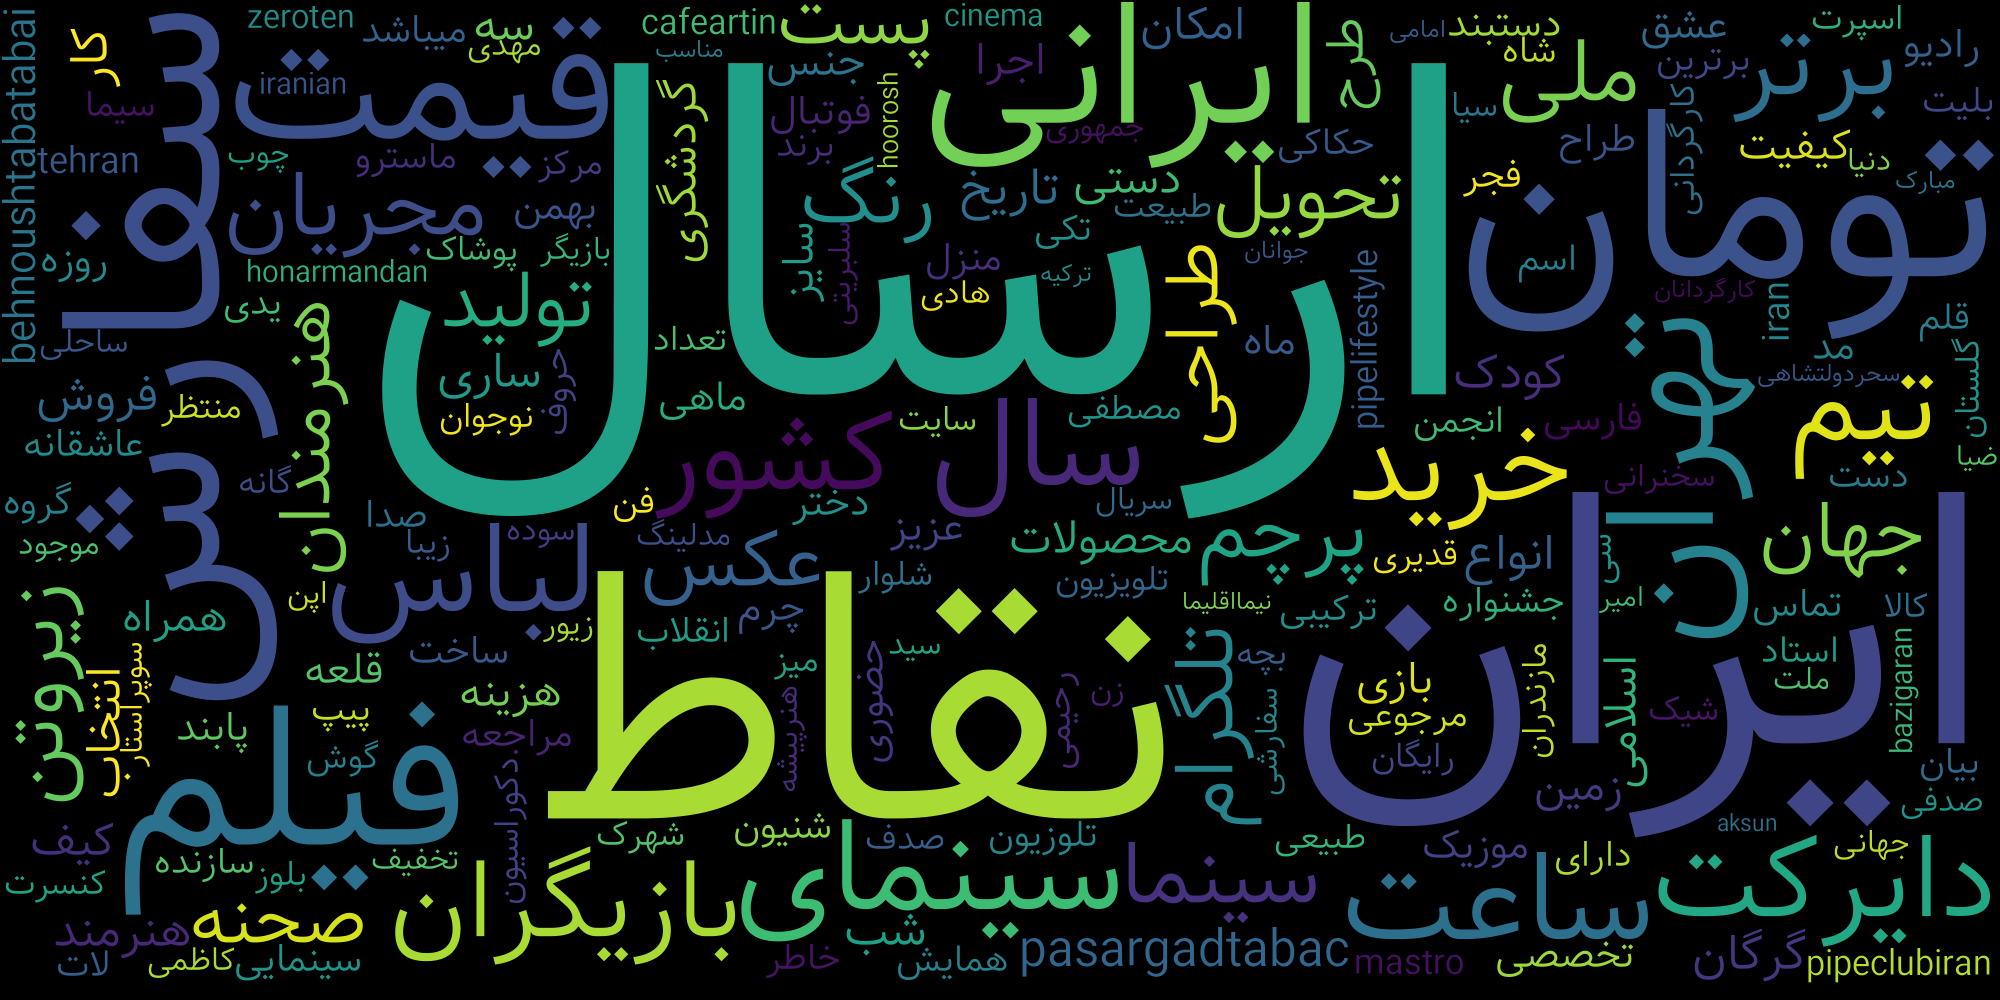 ارسال
نقاط
ایران
تومان
سفارش
قیمت
ایرانی
فیلم
تهران
لباس
سال
کشور
خرید
بازیگران
سینمای
سینما
ساعت
دایرکت
تیم
جهان
پرچم
عکس
تلگرام
طراحی
تحویل
رنگ
تولید
مجریان
هنرمندان
زیروتن
صحنه
ملی
برتر
پست
گردشگری
انتخاب
سوپراستار
behnoushtabatabai
zeroten
cafeartin
cinema
iranian
tehran
honarmandan
hoorosh
pipelifestyle
iran
bazigaran
aksun
pipeclubiran
mastro
pasargadtabac
کار
سه
مهدی
میباشد
سیما
چوب
ماسترو
مرکز
بهمن
روزه
پوشاک
بازیگر
یدی
ساحلی
فروش
منتظر
عاشقانه
گانه
گروه
موجود
صدا
زیبا
سوده
همراه
اپن
زیور
قلعه
پیپ
پابند
گوش
ساخت
هزینه
مراجعه
دکوراسیون
کیف
سازنده
بلوز
تخفیف
کنسرت
هنرمند
لات
کاظمی
سینمایی
مناسب
جنس
فوتبال
برند
اجرا
امکان
جمهوری
تاریخ
دستی
طبیعت
تکی
ترکیه
منزل
هادی
سایز
سلبریتی
تعداد
ماهی
ساری
نوجوان
حروف
سایت
مصطفی
سریال
دختر
فن
مدلینگ
عزیز
محصولات
تلویزیون
شلوار
چرم
انقلاب
میز
سید
حضوری
هنرپیشه
رحیمی
زن
بچه
سفارشی
شهرک
شنیون
صدف
تلوزیون
طبیعی
شب
خاطر
همایش
طرح
امامی
دستبند
شاه
عشق
برترین
اسپرت
رادیو
بلیت
سیا
حکاکی
طراح
کارگردانی
کیفیت
دنیا
مبارک
فجر
جوانان
اسم
کارگردانان
ماه
کودک
مد
قلم
سحردولتشاهی
گلستان
انجمن
فارسی
سخنرانی
دست
ضیا
قدیری
انواع
سی
نیمااقلیما
ترکیبی
جشنواره
امیر
تماس
کالا
استاد
ملت
بازی
مرجوعی
رایگان
مازندران
اسلامی
شیک
زمین
بیان
صدفی
جهانی
موزیک
دارای
تخصصی
گرگان